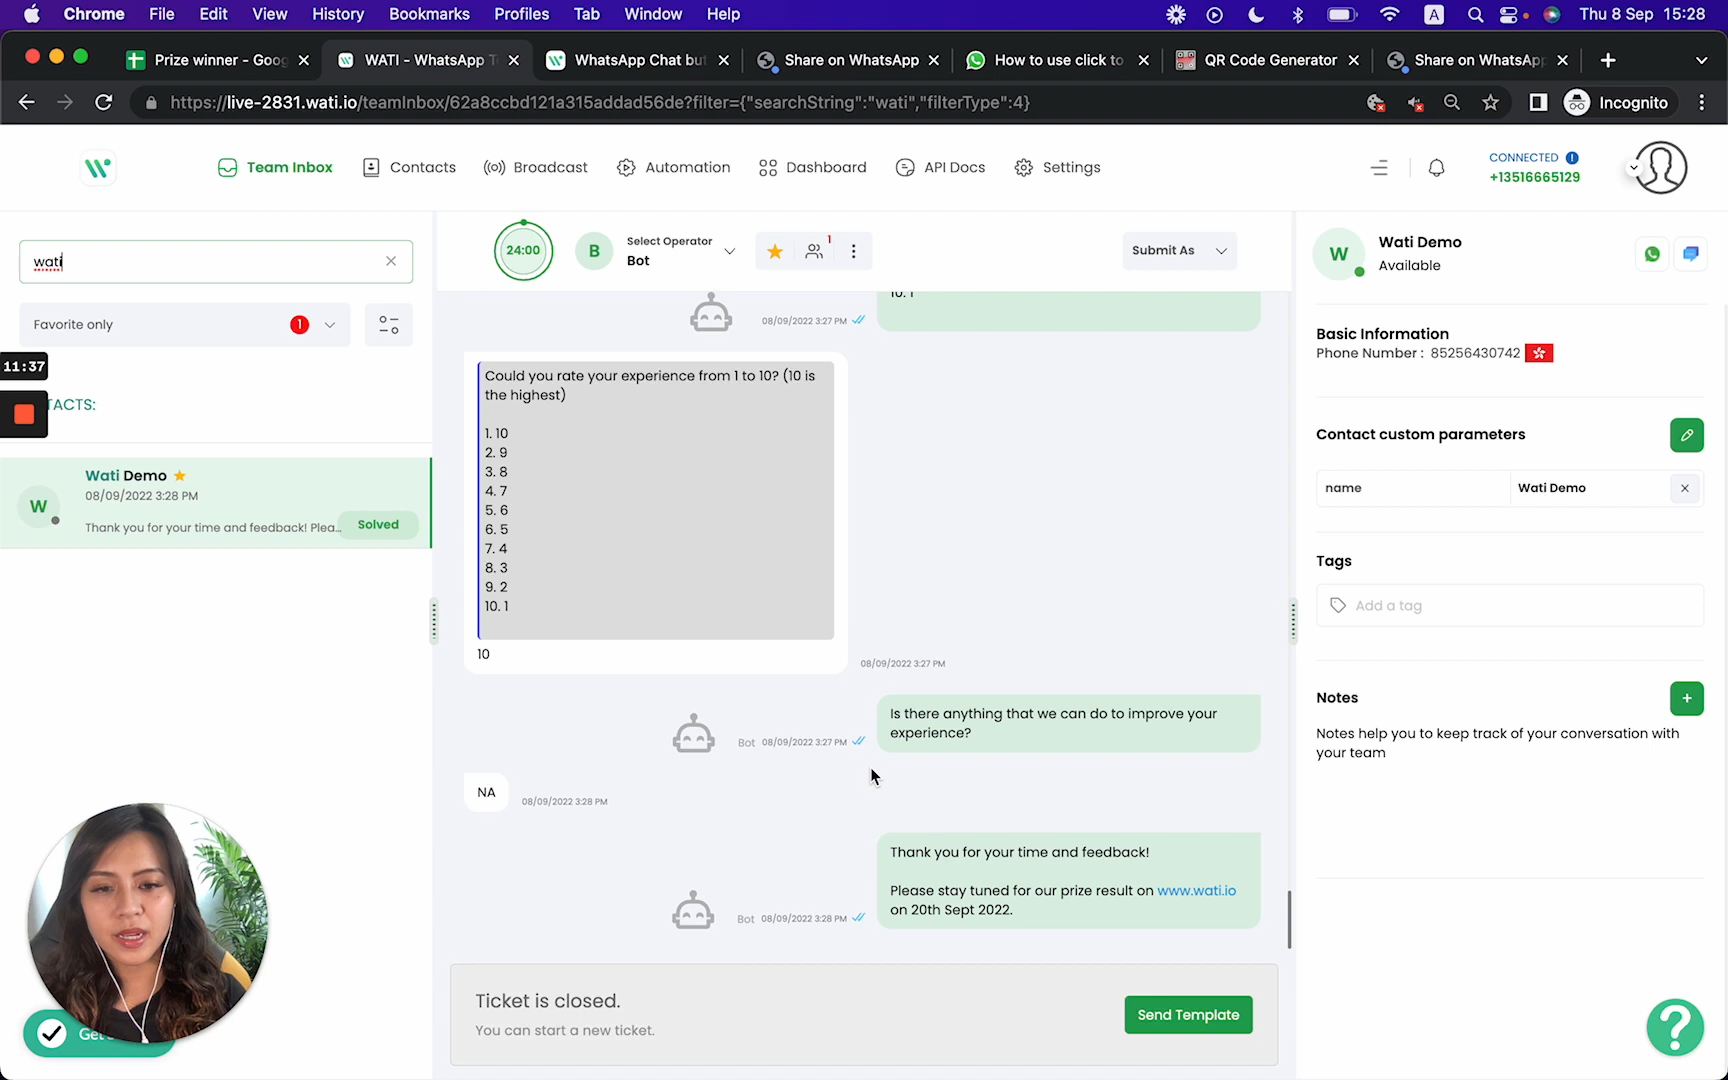 Chrome File Edit View History Bookmarks Profiles Tab Window Help A Thu 8 Sep 15:28
Prize winner - Goog WATI - WhatsApp T WhatsApp Chat but Share on WhatsApp How to use click to QR Code Generator Share on WhatsApp
https://live-2831.wati.io/teamInbox/62a8ccbd121a315addad56de?filter={"searchString":"wati","filterType":4} Incognito
Team Inbox Contacts Broadcast Automation Dashboard API Docs Settings
CONNECTED
+13516665129
wati
Favorite only 1
11:37
TACTS:
W
Wati Demo
08/09/2022 3:28 PM
Thank you for your time and feedback! Plea...
Solved
24:00
B
Select Operator
Bot
1
Submit As
10. 1
08/09/2022 3:27 PM
Could you rate your experience from 1 to 10? (10 is
the highest)
1. 10
2. 9
3. 8
4. 7
5. 6
6. 5
7. 4
8. 3
9. 2
10. 1
10
08/09/2022 3:27 PM
Is there anything that we can do to improve your
experience?
Bot 08/09/2022 3:27 PM
NA
08/09/2022 3:28 PM
Thank you for your time and feedback!
Please stay tuned for our prize result on www.wati.io
on 20th Sept 2022.
Bot 08/09/2022 3:28 PM
Ticket is closed.
You can start a new ticket.
Send Template
W
Wati Demo
Available
Basic Information
Phone Number : 85256430742
Contact custom parameters
name Wati Demo
Tags
Add a tag
Notes
Notes help you to keep track of your conversation with
your team
Get
?